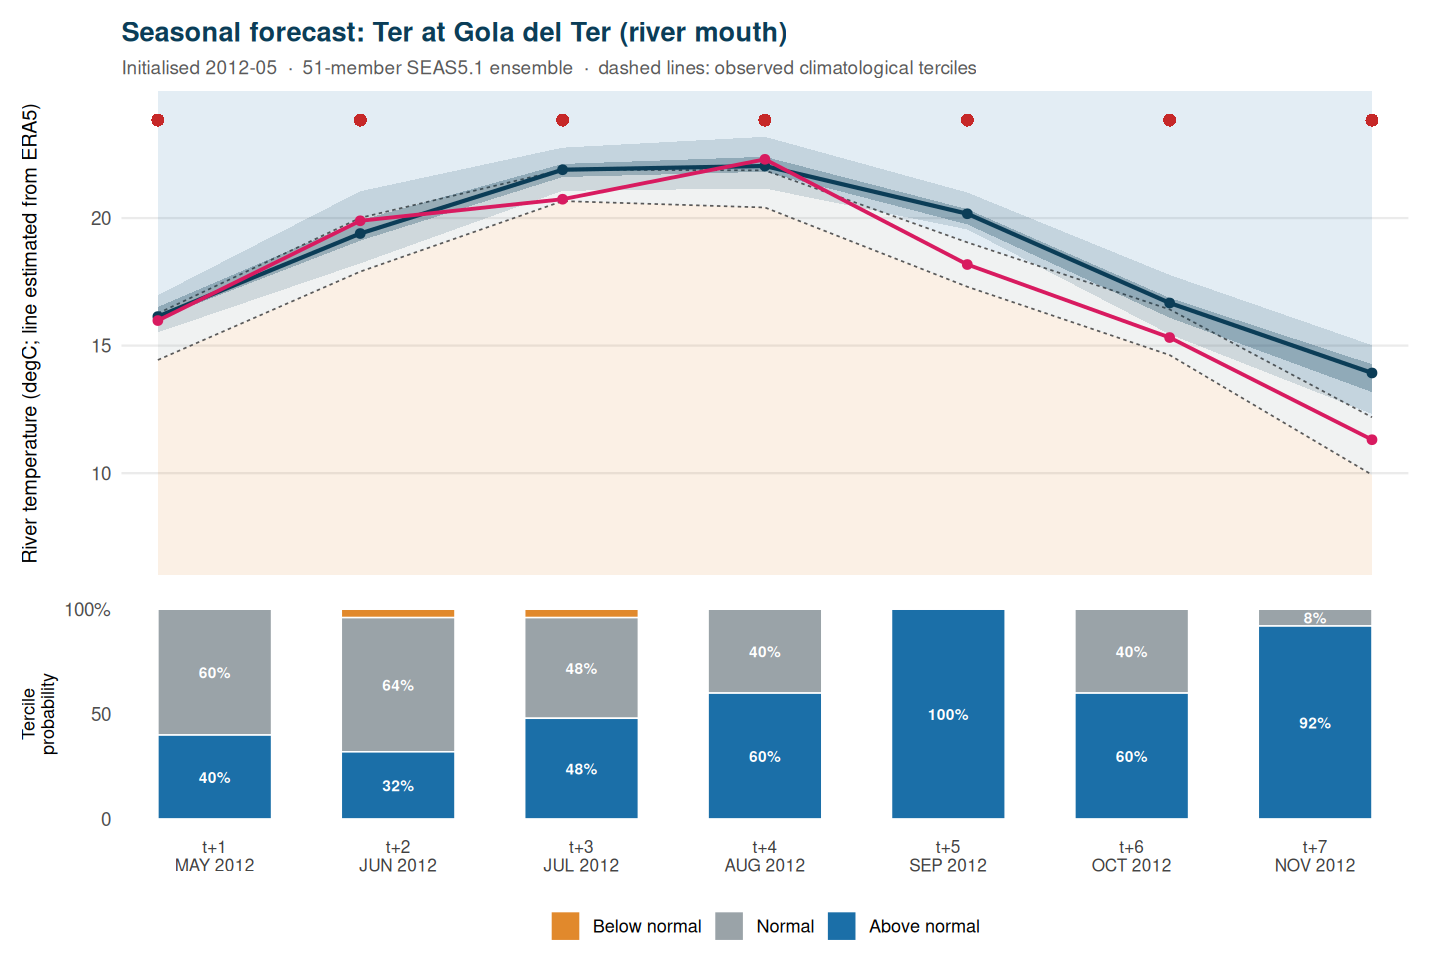 Seasonal forecast: Ter at Gola del Ter (river mouth)
Initialised 2012-05 · 51-member SEAS5.1 ensemble · dashed lines: observed climatological terciles
River temperature (degC; line estimated from ERA5)
20
15
10
Tercile
probability
100%
50
0
60%
40%
64%
32%
48%
48%
40%
60%
100%
40%
60%
8%
92%
t+1
MAY 2012
t+2
JUN 2012
t+3
JUL 2012
t+4
AUG 2012
t+5
SEP 2012
t+6
OCT 2012
t+7
NOV 2012
Below normal
Normal
Above normal